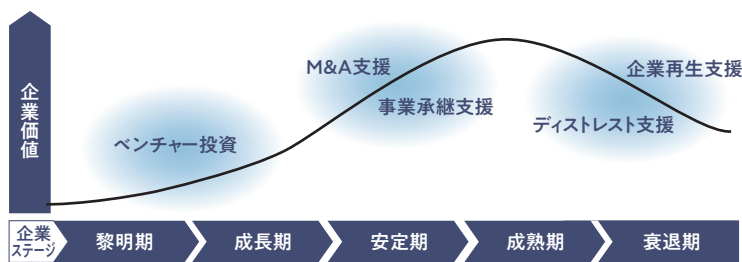 企業価値
M&A支援
事業承継支援
企業再生支援
ディストレスト支援
ベンチャー投資
企業
ステージ
黎明期
成長期
安定期
成熟期
衰退期